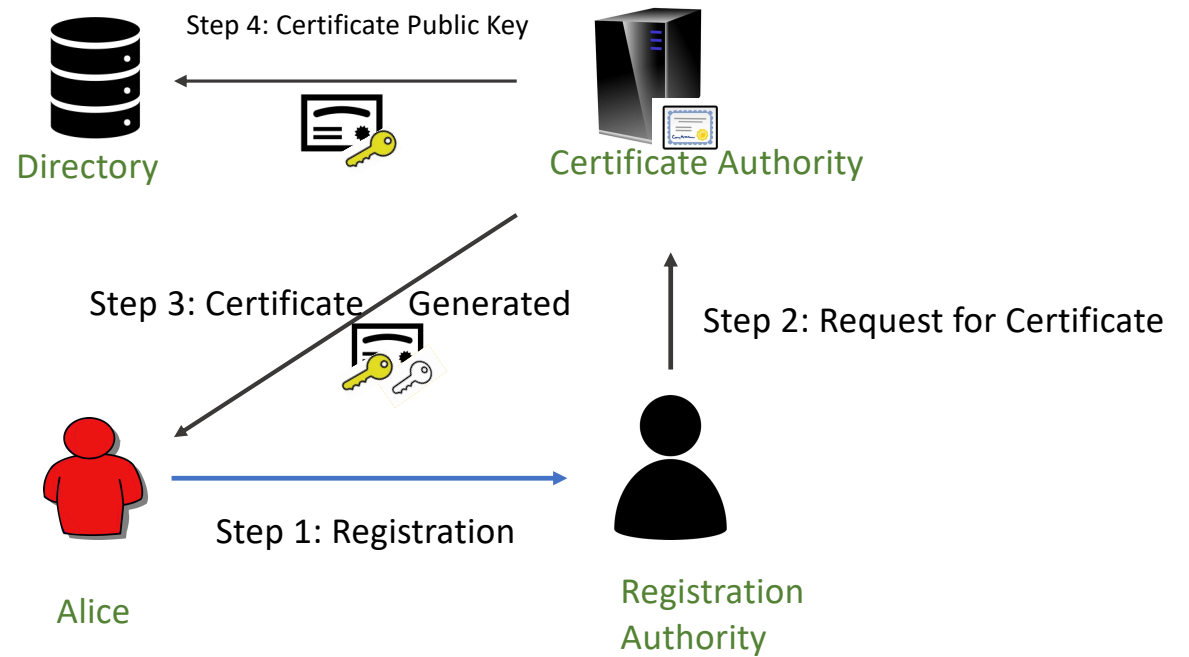 Step 4: Certificate Public Key
Directory
Certificate Authority
Step 3: Certificate Generated
Step 2: Request for Certificate
Step 1: Registration
Alice
Registration
Authority